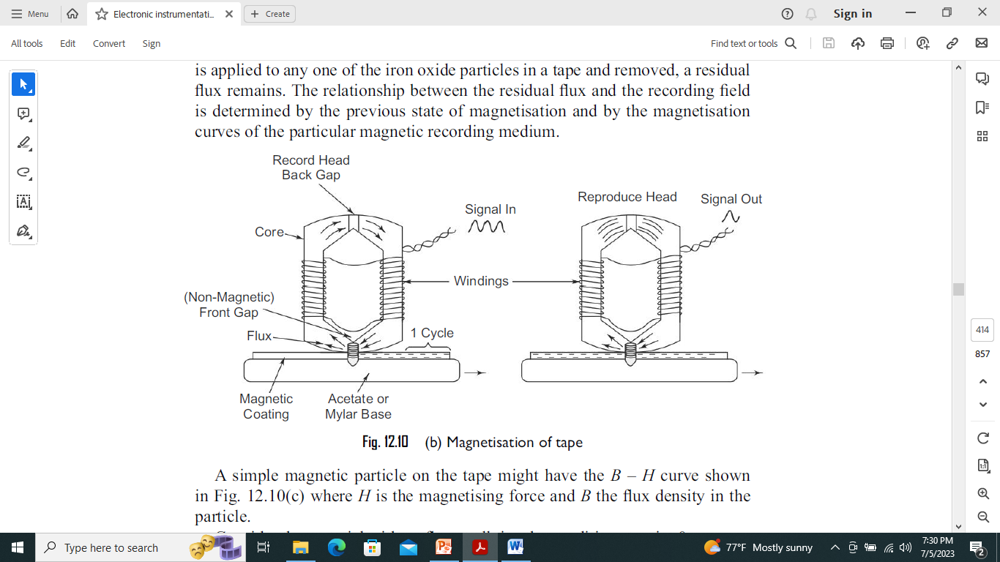 Menu
Electronic instrumentati...
Create
Sign in
All tools
Edit
Convert
Sign
Find text or tools
is applied to any one of the iron oxide particles in a tape and removed, a residual
flux remains. The relationship between the residual flux and the recording field
is determined by the previous state of magnetisation and by the magnetisation
curves of the particular magnetic recording medium.
Record Head
Back Gap
Signal In
Reproduce Head
Signal Out
Core
Windings
(Non-Magnetic)
Front Gap
Flux
1 Cycle
Magnetic
Coating
Acetate or
Mylar Base
Fig. 12.10 (b) Magnetisation of tape
A simple magnetic particle on the tape might have the B – H curve shown
in Fig. 12.10(c) where H is the magnetising force and B the flux density in the
particle.
414
857
1:1
Type here to search
77°F Mostly sunny
7:30 PM
7/5/2023
2